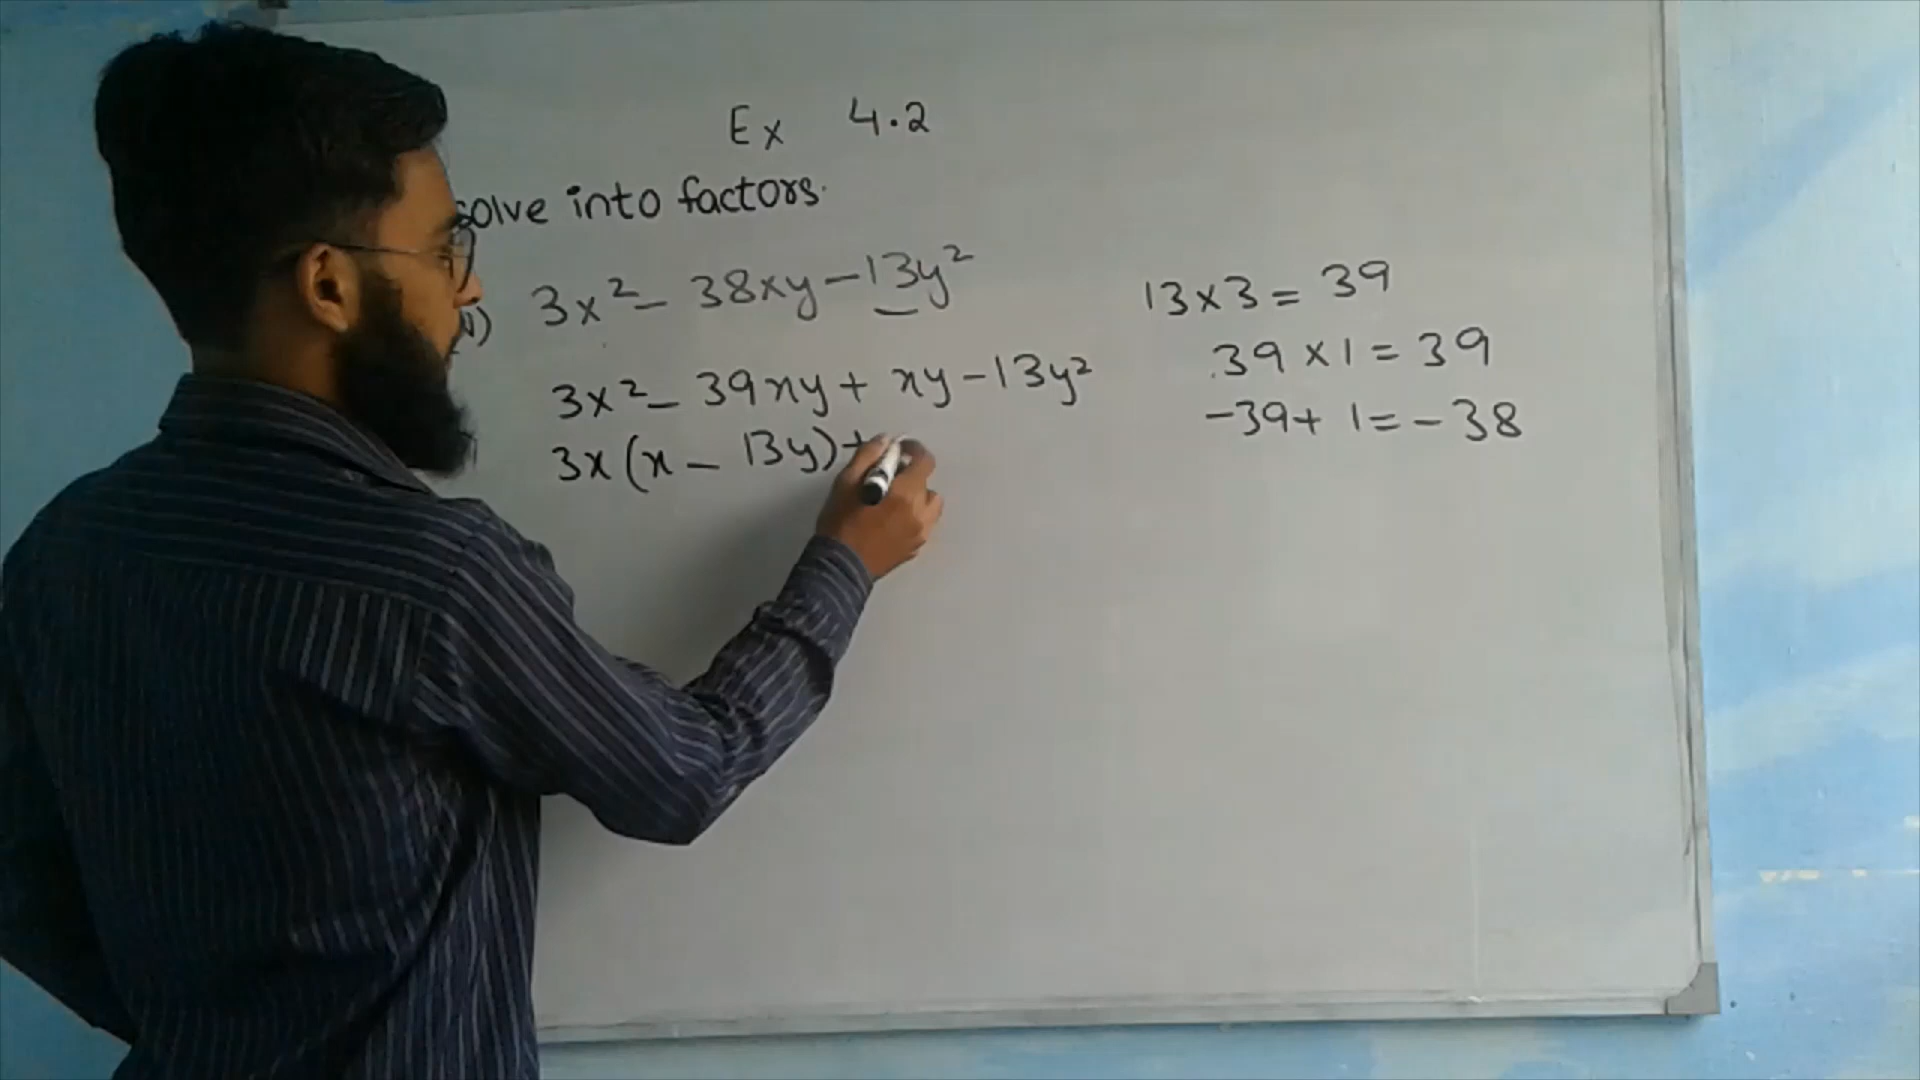 Ex 4.2
solve into factors.
3x² - 38xy - 13y²
3x² - 39xy + xy - 13y²
3x(x - 13y) +
13 x 3 = 39
39 x 1 = 39
-39 + 1 = - 38